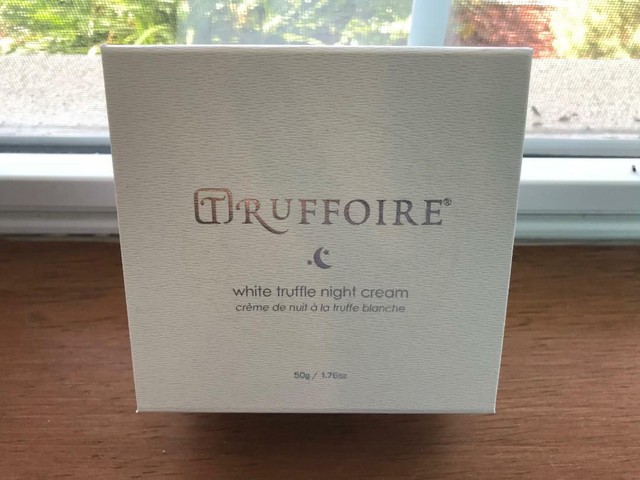 TRUFFOIRE®
white truffle night cream
crème de nuit à la truffe blanche
50g / 1.76oz